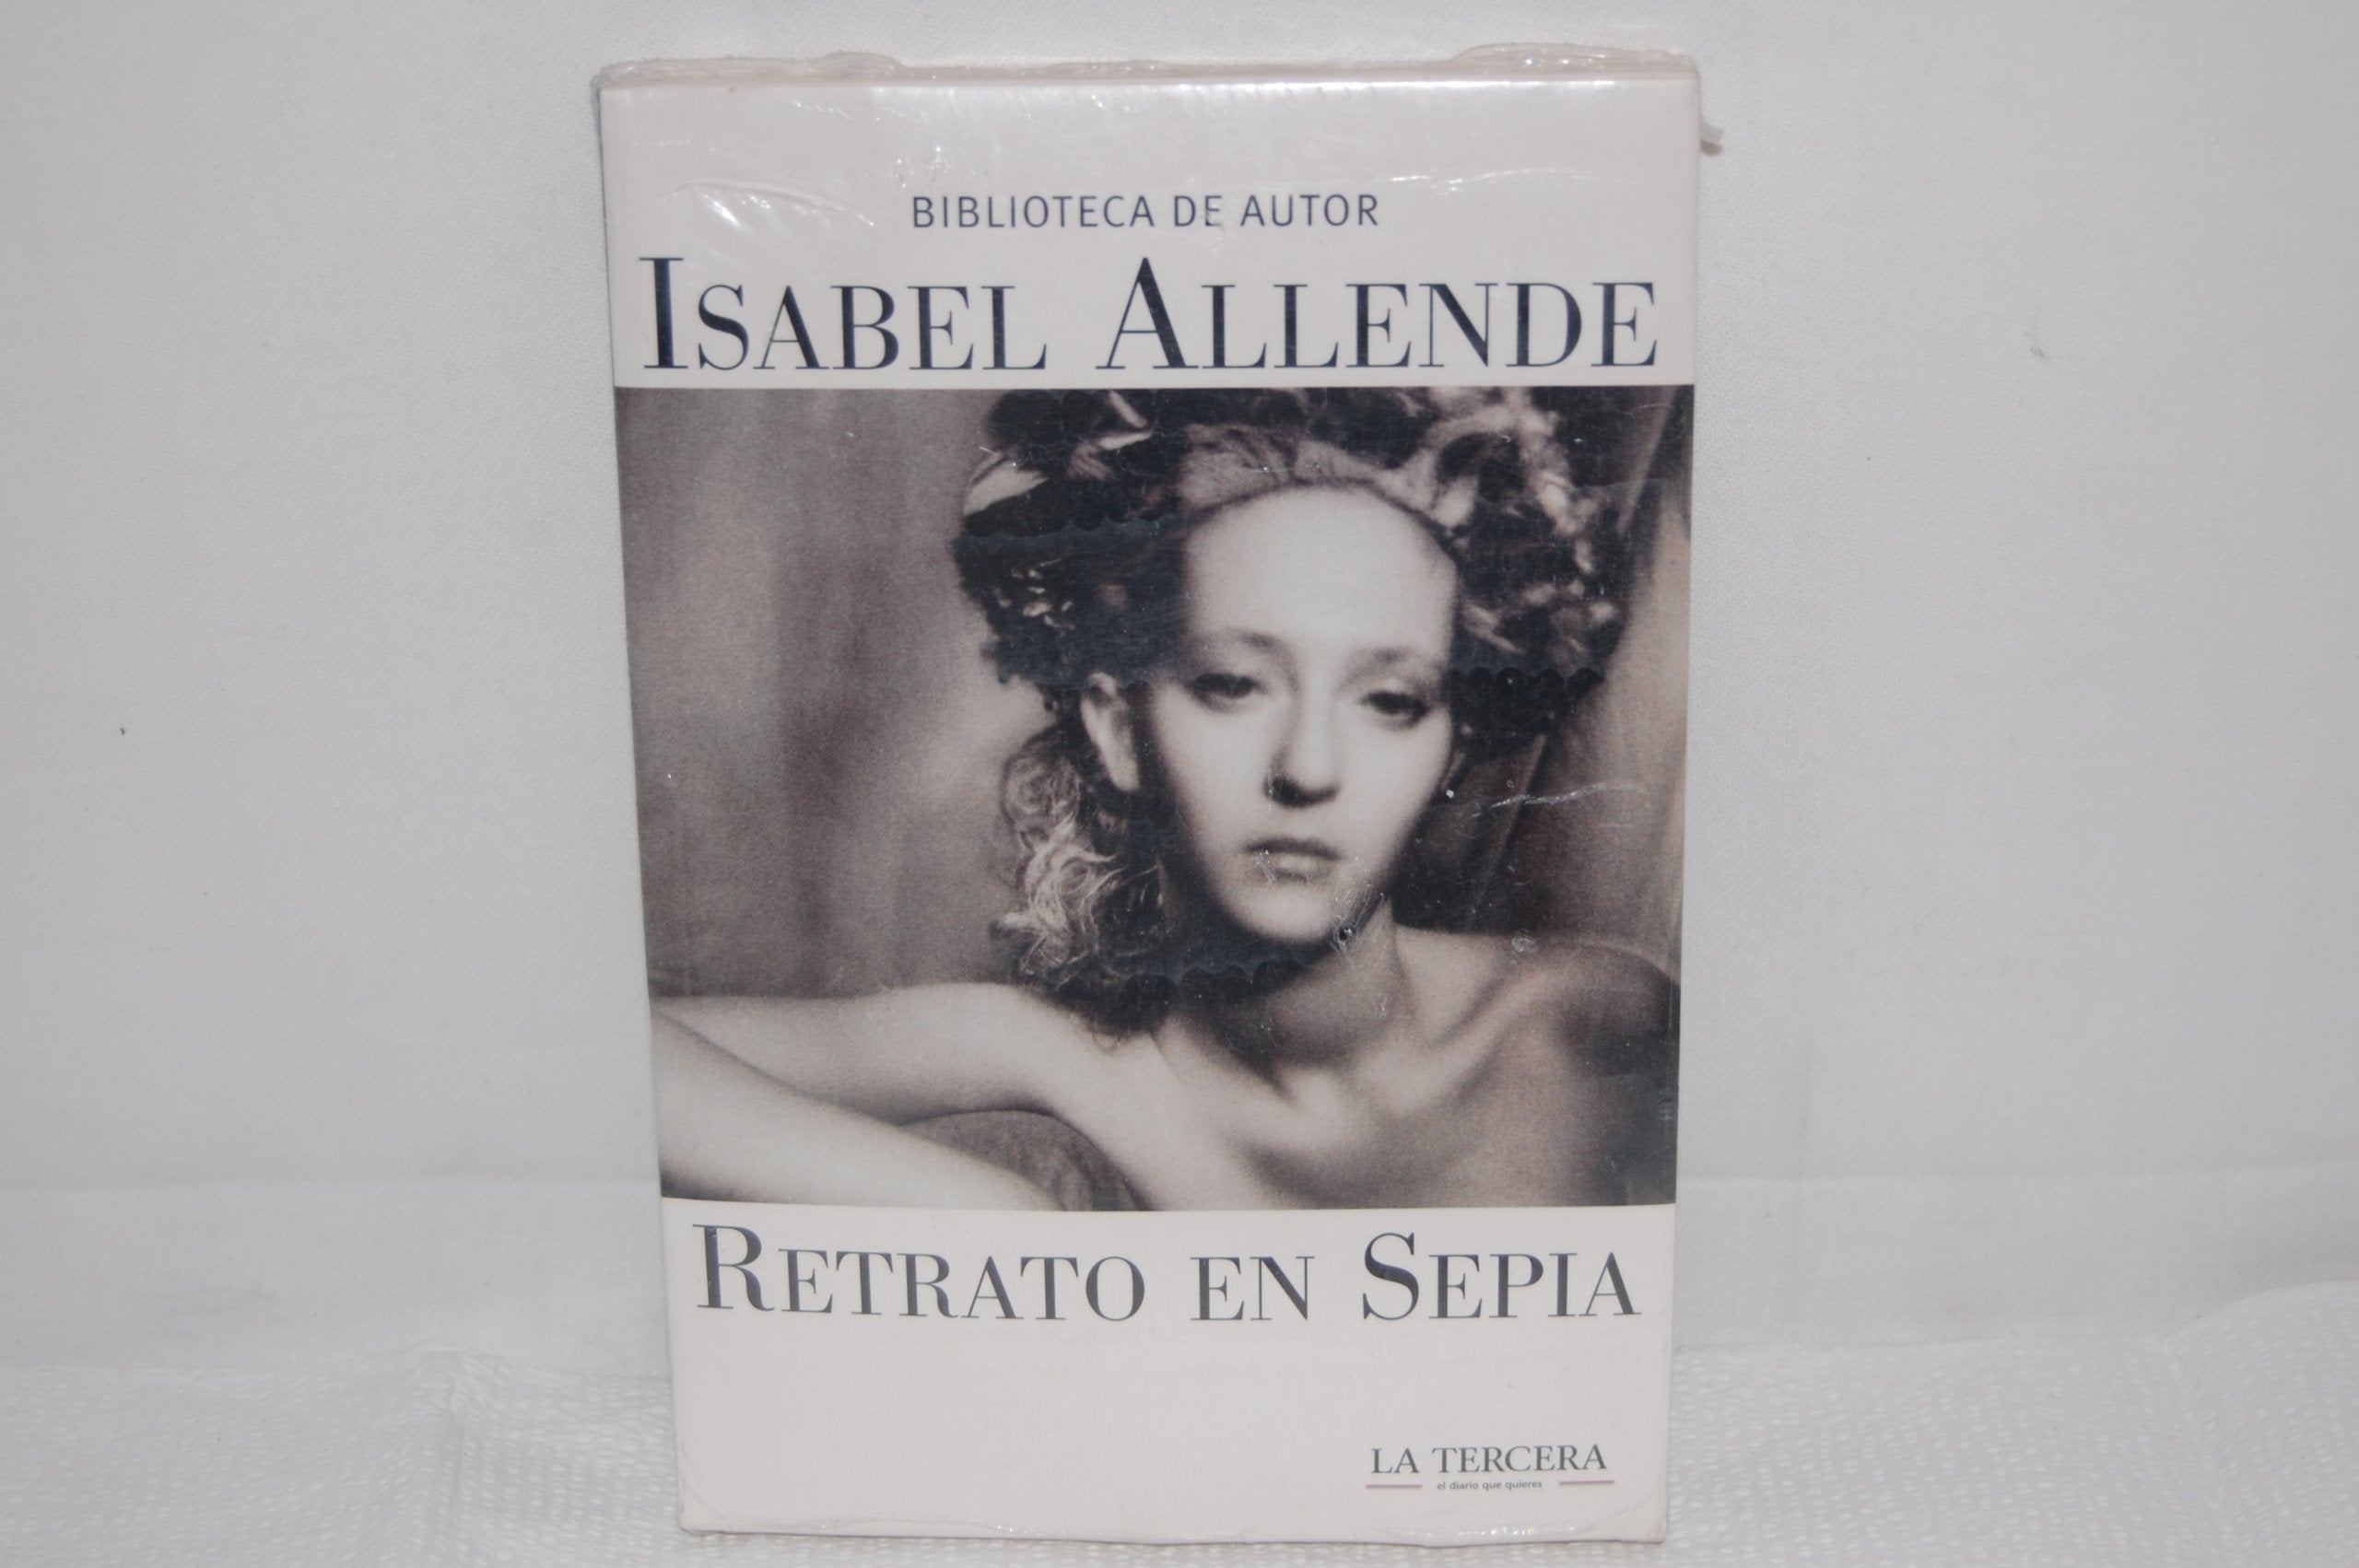 BIBLIOTECA DE AUTOR
ISABEL ALLENDE
RETRATO EN SEPIA
LA TERCERA
el diario que quieres